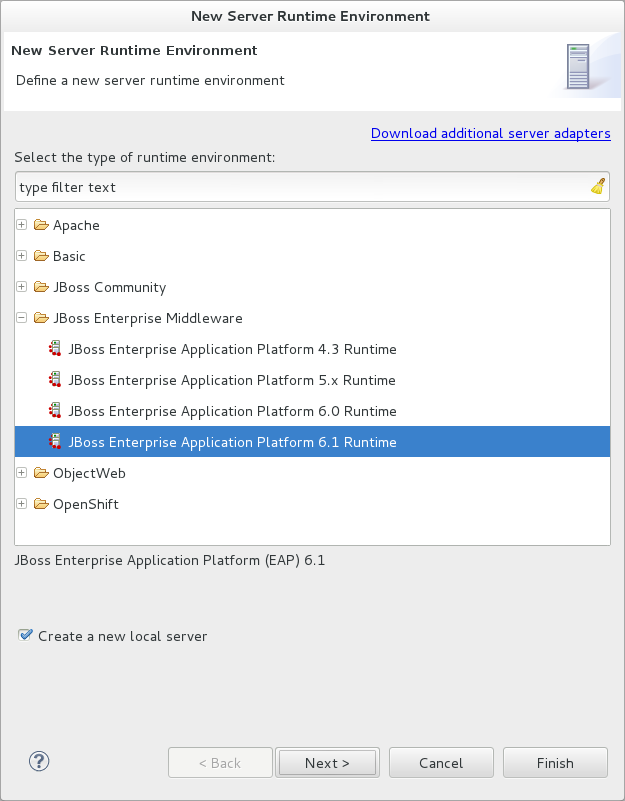 New Server Runtime Environment
New Server Runtime Environment
Define a new server runtime environment
Download additional server adapters
Select the type of runtime environment:
type filter text
Apache
Basic
JBoss Community
JBoss Enterprise Middleware
JBoss Enterprise Application Platform 4.3 Runtime
JBoss Enterprise Application Platform 5.x Runtime
JBoss Enterprise Application Platform 6.0 Runtime
JBoss Enterprise Application Platform 6.1 Runtime
ObjectWeb
OpenShift
JBoss Enterprise Application Platform (EAP) 6.1
Create a new local server
? < Back Next > Cancel Finish